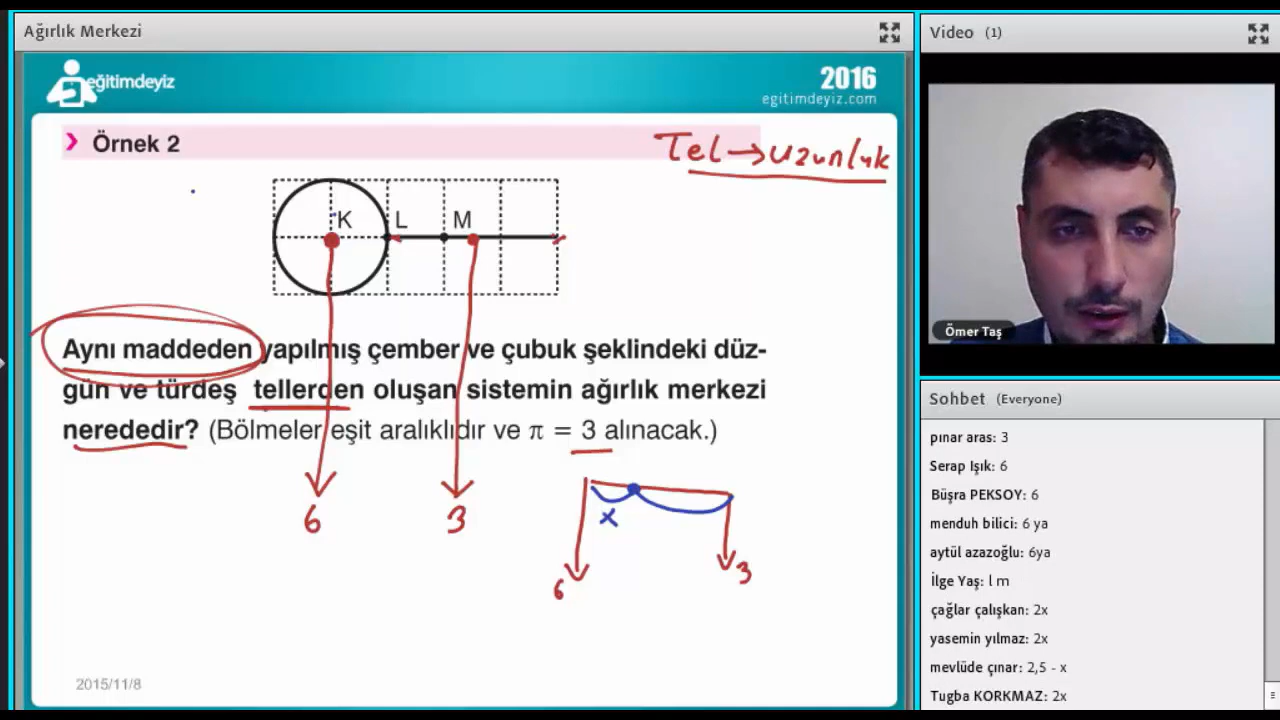 Ağırlık Merkezi
eğitimdeyiz
2016
egitimdeyiz.com
Örnek 2
Tel→uzunluk
K L M
Aynı maddeden yapılmış çember ve çubuk şeklindeki düz-
gün ve türdeş tellerden oluşan sistemin ağırlık merkezi
nerededir? (Bölmeler eşit aralıklıdır ve π = 3 alınacak.)
6 3
x
6 3
2015/11/8
Video (1)
Ömer Taş
Sohbet (Everyone)
pınar aras: 3
Serap Işık: 6
Büşra PEKSOY: 6
menduh bilici: 6 ya
aytül azazoğlu: 6ya
İlge Yaş: l m
çağlar çalışkan: 2x
yasemin yılmaz: 2x
mevlüde çınar: 2,5 - x
Tugba KORKMAZ: 2x